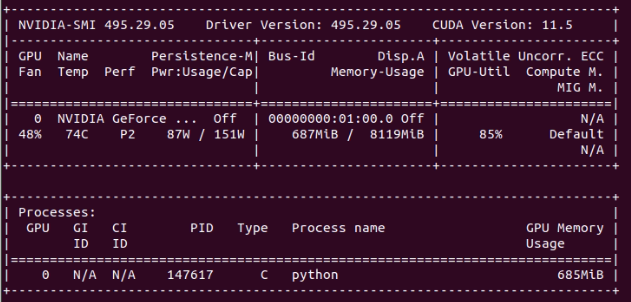 NVIDIA-SMI 495.29.05 Driver Version: 495.29.05 CUDA Version: 11.5
GPU Name Persistence-M| Bus-Id Disp.A | Volatile Uncorr. ECC
Fan Temp Perf Pwr:Usage/Cap| Memory-Usage | GPU-Util Compute M.
MIG M.
0 NVIDIA GeForce ... Off | 00000000:01:00.0 Off | N/A
48% 74C P2 87W / 151W | 687MiB / 8119MiB | 85% Default
N/A
Processes:
GPU GI CI PID Type Process name GPU Memory
ID ID Usage
0 N/A N/A 147617 C python 685MiB